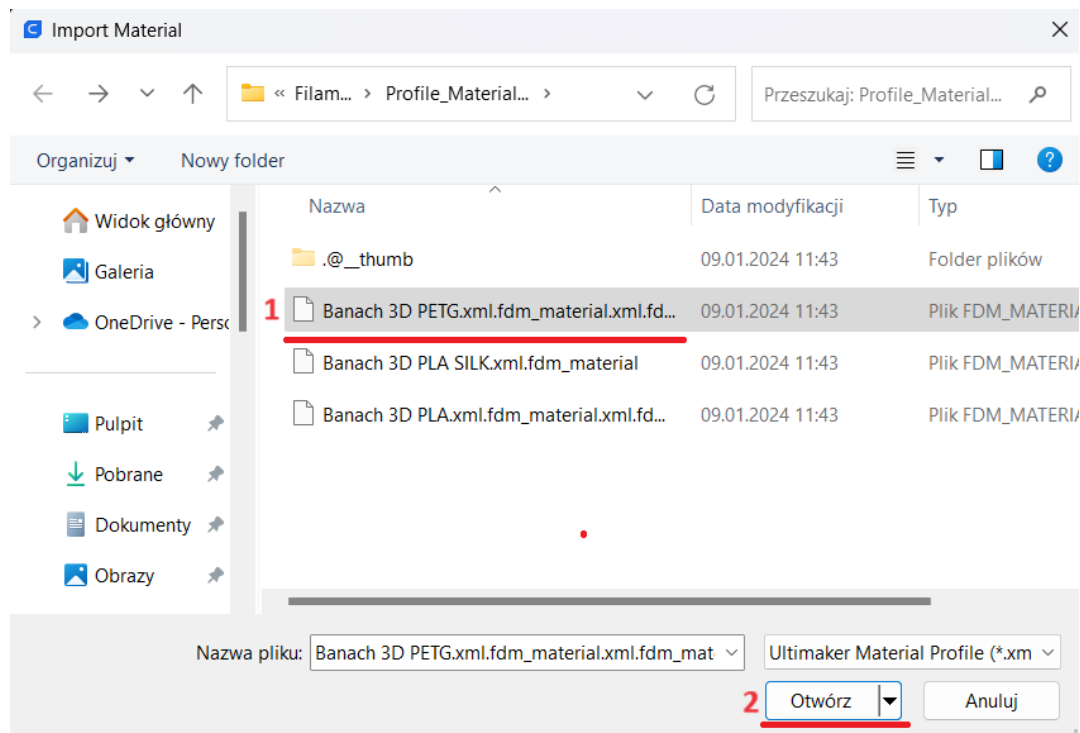 Import Material
« Filam... > Profile_Material... >
Przeszukaj: Profile_Material...
Organizuj Nowy folder
Nazwa Data modyfikacji Typ
Widok główny
Galeria
OneDrive - Perso
Pulpit
Pobrane
Dokumenty
Obrazy
.@__thumb 09.01.2024 11:43 Folder plików
1 Banach 3D PETG.xml.fdm_material.xml.fd... 09.01.2024 11:43 Plik FDM_MATERIA
Banach 3D PLA SILK.xml.fdm_material 09.01.2024 11:43 Plik FDM_MATERIA
Banach 3D PLA.xml.fdm_material.xml.fd... 09.01.2024 11:43 Plik FDM_MATERIA
Nazwa pliku: Banach 3D PETG.xml.fdm_material.xml.fdm_mat Ultimaker Material Profile (*.xm
2 Otwórz Anuluj